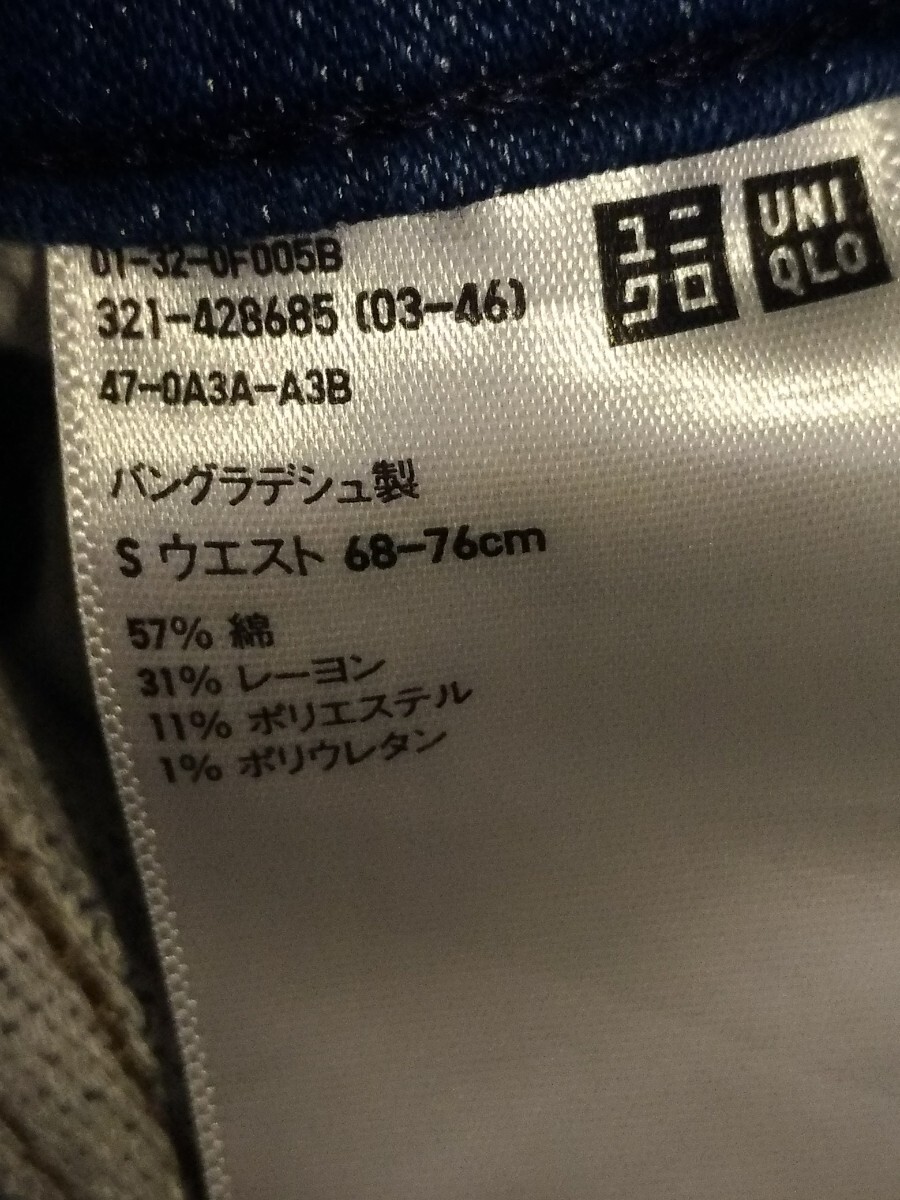 01-32-0F005B
321-428685 (03-46)
47-0A3A-A3B
ユニクロ
UNIQLO
バングラデシュ製
S ウエスト 68-76cm
57% 綿
31% レーヨン
11% ポリエステル
1% ポリウレタン